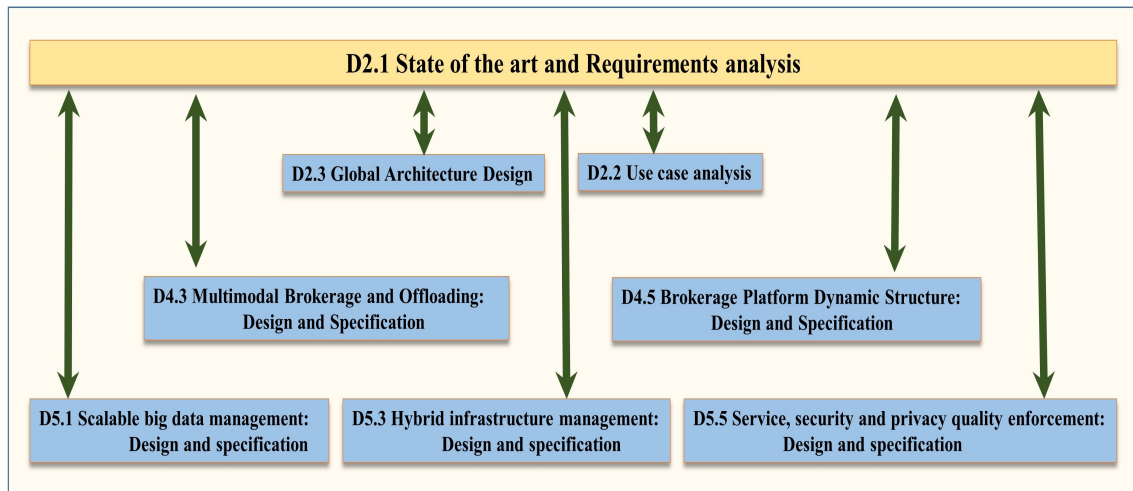 D2.1 State of the art and Requirements analysis
D2.3 Global Architecture Design
D2.2 Use case analysis
D4.3 Multimodal Brokerage and Offloading:
Design and Specification
D4.5 Brokerage Platform Dynamic Structure:
Design and Specification
D5.1 Scalable big data management:
Design and specification
D5.3 Hybrid infrastructure management:
Design and specification
D5.5 Service, security and privacy quality enforcement:
Design and specification